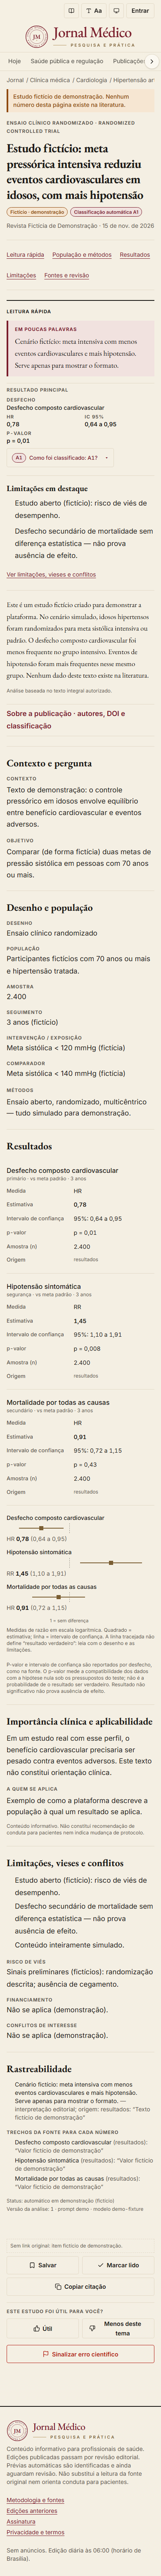 Aa
Entrar
JM
Jornal Médico
PESQUISA E PRÁTICA
Hoje Saúde pública e regulação Publicações
Jornal / Clínica médica / Cardiologia / Hipertensão ar
Estudo fictício de demonstração. Nenhum
número desta página existe na literatura.
ENSAIO CLÍNICO RANDOMIZADO · RANDOMIZED
CONTROLLED TRIAL
Estudo fictício: meta
pressórica intensiva reduziu
eventos cardiovasculares em
idosos, com mais hipotensão
Fictício · demonstração
Classificação automática A1
Revista Fictícia de Demonstração · 15 de nov. de 2026
Leitura rápida População e métodos Resultados
Limitações Fontes e revisão
LEITURA RÁPIDA
EM POUCAS PALAVRAS
Cenário fictício: meta intensiva com menos
eventos cardiovasculares e mais hipotensão.
Serve apenas para mostrar o formato.
RESULTADO PRINCIPAL
DESFECHO
Desfecho composto cardiovascular
HR IC 95%
0,78 0,64 a 0,95
P-VALOR
p = 0,01
A1 Como foi classificado: A1?
Limitações em destaque
Estudo aberto (fictício): risco de viés de
desempenho.
Desfecho secundário de mortalidade sem
diferença estatística — não prova
ausência de efeito.
Ver limitações, vieses e conflitos
Este é um estudo fictício criado para demonstrar a
plataforma. No cenário simulado, idosos hipertensos
foram randomizados para meta sistólica intensiva ou
padrão. O desfecho composto cardiovascular foi
menos frequente no grupo intensivo. Eventos de
hipotensão foram mais frequentes nesse mesmo
grupo. Nenhum dado deste texto existe na literatura.
Análise baseada no texto integral autorizado.
Sobre a publicação · autores, DOI e
classificação
Contexto e pergunta
CONTEXTO
Texto de demonstração: o controle
pressórico em idosos envolve equilíbrio
entre benefício cardiovascular e eventos
adversos.
OBJETIVO
Comparar (de forma fictícia) duas metas de
pressão sistólica em pessoas com 70 anos
ou mais.
Desenho e população
DESENHO
Ensaio clínico randomizado
POPULAÇÃO
Participantes fictícios com 70 anos ou mais
e hipertensão tratada.
AMOSTRA
2.400
SEGUIMENTO
3 anos (fictício)
INTERVENÇÃO / EXPOSIÇÃO
Meta sistólica < 120 mmHg (fictícia)
COMPARADOR
Meta sistólica < 140 mmHg (fictícia)
MÉTODOS
Ensaio aberto, randomizado, multicêntrico
— tudo simulado para demonstração.
Resultados
Desfecho composto cardiovascular
primário · vs meta padrão · 3 anos
Medida HR
Estimativa 0,78
Intervalo de confiança 95%: 0,64 a 0,95
p-valor p = 0,01
Amostra (n) 2.400
Origem resultados
Hipotensão sintomática
segurança · vs meta padrão · 3 anos
Medida RR
Estimativa 1,45
Intervalo de confiança 95%: 1,10 a 1,91
p-valor p = 0,008
Amostra (n) 2.400
Origem resultados
Mortalidade por todas as causas
secundário · vs meta padrão · 3 anos
Medida HR
Estimativa 0,91
Intervalo de confiança 95%: 0,72 a 1,15
p-valor p = 0,43
Amostra (n) 2.400
Origem resultados
Desfecho composto cardiovascular
HR 0,78 (0,64 a 0,95)
Hipotensão sintomática
RR 1,45 (1,10 a 1,91)
Mortalidade por todas as causas
HR 0,91 (0,72 a 1,15)
1 = sem diferença
Medidas de razão em escala logarítmica. Quadrado =
estimativa; linha = intervalo de confiança. A linha tracejada não
define "resultado verdadeiro": leia com o desenho e as
limitações.
P-valor e intervalo de confiança são reportados por desfecho,
como na fonte. O p-valor mede a compatibilidade dos dados
com a hipótese nula sob os pressupostos do teste; não é a
probabilidade de o resultado ser verdadeiro. Resultado não
significativo não prova ausência de efeito.
Importância clínica e aplicabilidade
Em um estudo real com esse perfil, o
benefício cardiovascular precisaria ser
pesado contra eventos adversos. Este texto
não constitui orientação clínica.
A QUEM SE APLICA
Exemplo de como a plataforma descreve a
população à qual um resultado se aplica.
Conteúdo informativo. Não constitui recomendação de
conduta para pacientes nem indica mudança de protocolo.
Limitações, vieses e conflitos
Estudo aberto (fictício): risco de viés de
desempenho.
Desfecho secundário de mortalidade sem
diferença estatística — não prova
ausência de efeito.
Conteúdo inteiramente simulado.
RISCO DE VIÉS
Sinais preliminares (fictícios): randomização
descrita; ausência de cegamento.
FINANCIAMENTO
Não se aplica (demonstração).
CONFLITOS DE INTERESSE
Não se aplica (demonstração).
Rastreabilidade
Cenário fictício: meta intensiva com menos
eventos cardiovasculares e mais hipotensão.
Serve apenas para mostrar o formato. —
interpretação editorial; origem: resultados: "Texto
fictício de demonstração"
TRECHOS DA FONTE PARA CADA NÚMERO
Desfecho composto cardiovascular (resultados):
"Valor fictício de demonstração"
Hipotensão sintomática (resultados): "Valor fictício
de demonstração"
Mortalidade por todas as causas (resultados):
"Valor fictício de demonstração"
Status: automático em demonstração (fictício)
Versão da análise: 1 · prompt demo · modelo demo-fixture
Sem link original: item fictício de demonstração.
Salvar
Marcar lido
Copiar citação
ESTE ESTUDO FOI ÚTIL PARA VOCÊ?
Útil
Menos deste
tema
Sinalizar erro científico
JM
Jornal Médico
PESQUISA E PRÁTICA
Conteúdo informativo para profissionais de saúde.
Edições publicadas passam por revisão editorial.
Prévias automáticas são identificadas e ainda
aguardam revisão. Não substitui a leitura da fonte
original nem orienta conduta para pacientes.
Metodologia e fontes
Edições anteriores
Assinatura
Privacidade e termos
Sem anúncios. Edição diária às 06:00 (horário de
Brasília).